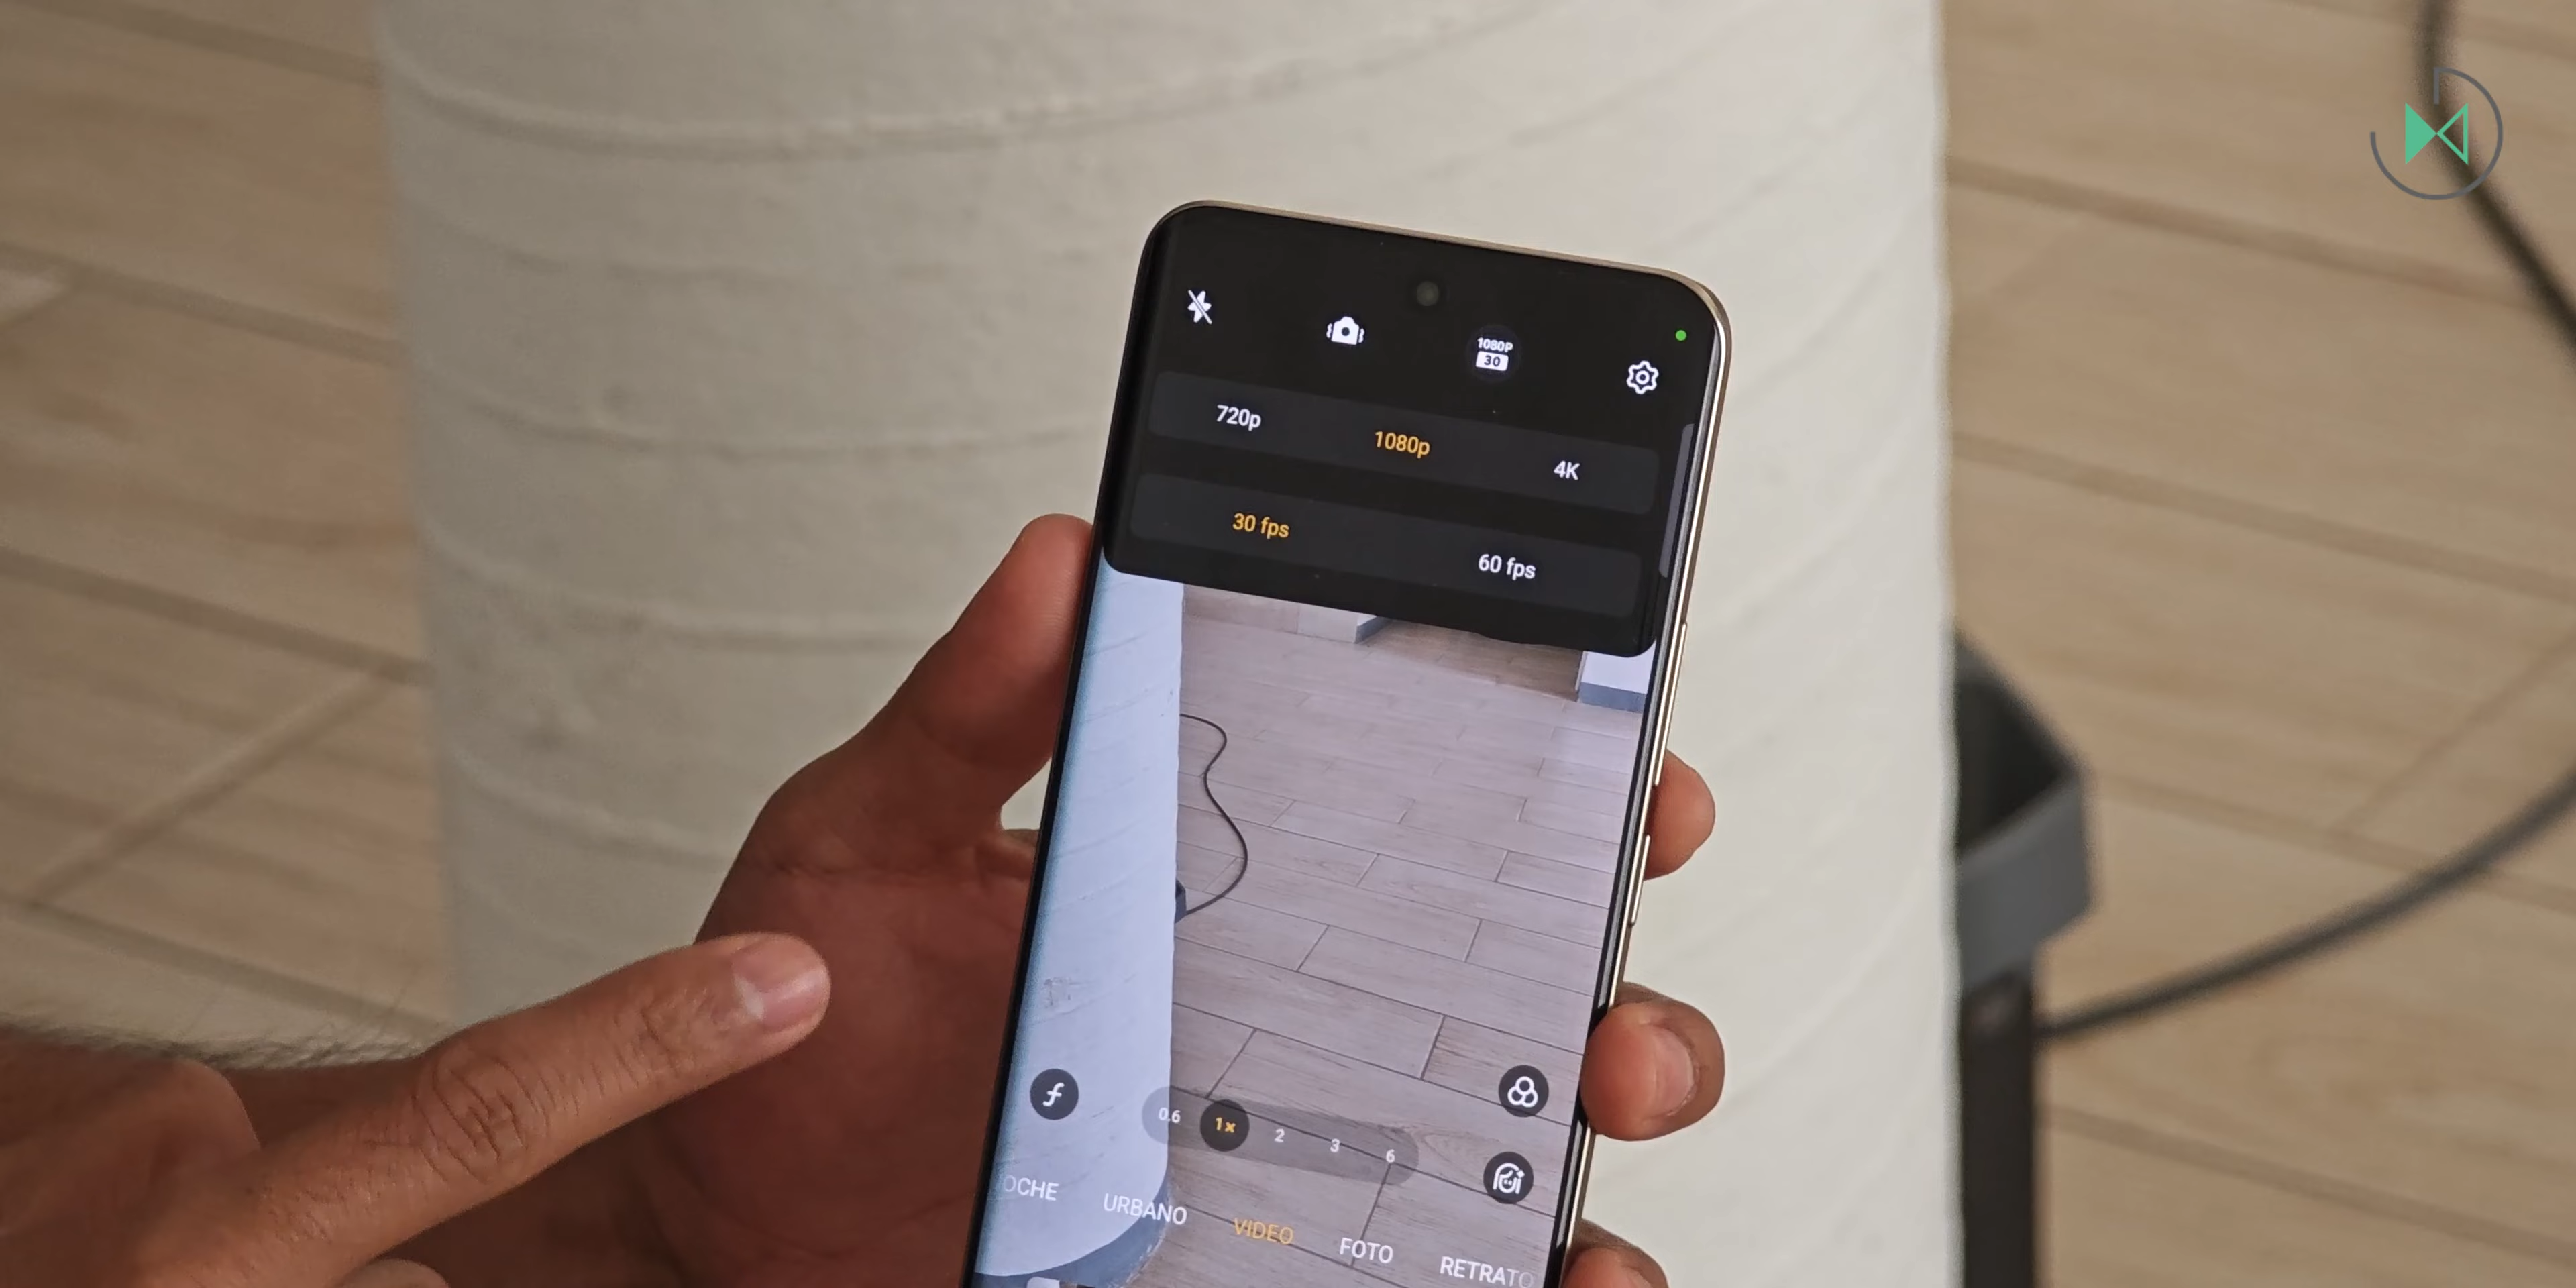 1080P
30
720p 1080p 4K
30 fps 60 fps
0.6 1x 2 3 6
OCHE URBANO VIDEO FOTO RETRATO